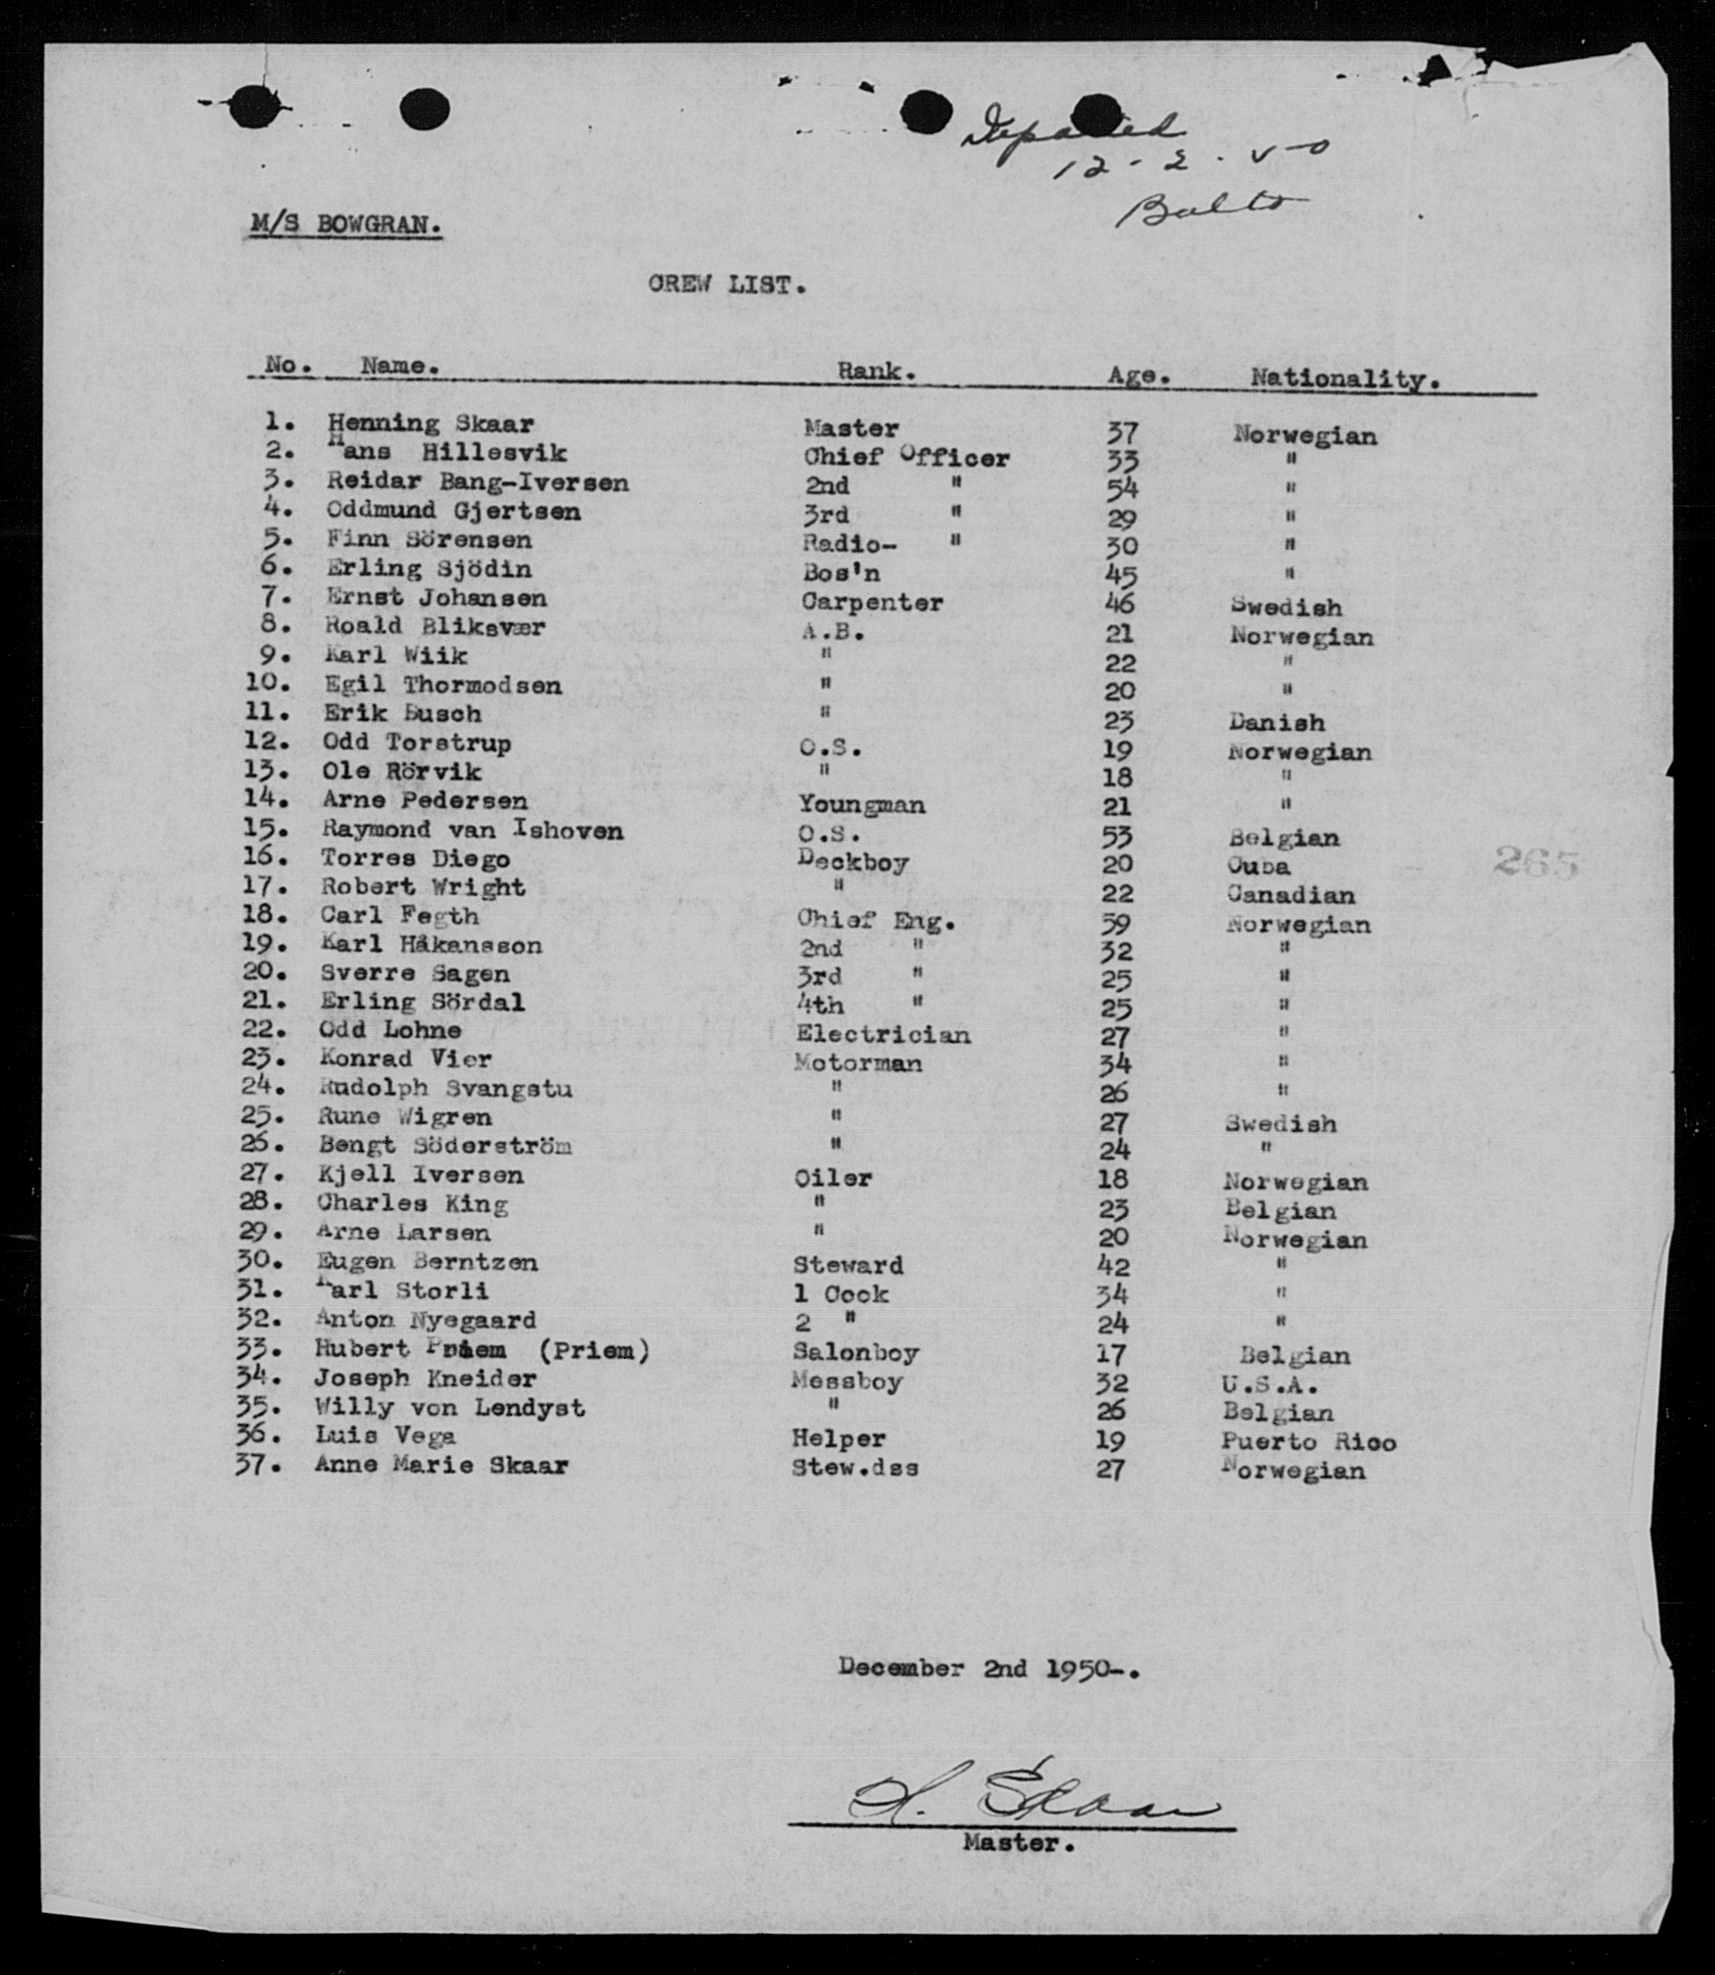 Departed
12-2-50
Balto
M/S BOWGRAN.
CREW LIST.
No. Name. Rank. Age. Nationality.
1. Henning Skaar Master 37 Norwegian
2. Hans Hillesvik Chief Officer 33 "
3. Reidar Bang-Iversen 2nd " 54 "
4. Oddmund Gjertsen 3rd " 29 "
5. Finn Sörensen Radio- " 30 "
6. Erling Sjödin Bos'n 45 "
7. Ernst Johansen Carpenter 46 Swedish
8. Roald Bliksvær A.B. 21 Norwegian
9. Karl Wiik " 22 "
10. Egil Thormodsen " 20 "
11. Erik Busch " 23 Danish
12. Odd Torstrup O.S. 19 Norwegian
13. Ole Rörvik " 18 "
14. Arne Pedersen Youngman 21 "
15. Raymond van Ishoven O.S. 53 Belgian
16. Torres Diego Deckboy 20 Cuba
17. Robert Wright " 22 Canadian
265
18. Carl Fegth Chief Eng. 39 Norwegian
19. Karl Håkansson 2nd " 32 "
20. Sverre Sagen 3rd " 25 "
21. Erling Sördal 4th " 25 "
22. Odd Lohne Electrician 27 "
23. Konrad Vier Motorman 34 "
24. Rudolph Svangstu " 26 "
25. Rune Wigren " 27 Swedish
26. Bengt Söderström " 24 "
27. Kjell Iversen Oiler 18 Norwegian
28. Charles King " 23 Belgian
29. Arne Larsen " 20 Norwegian
30. Eugen Berntzen Steward 42 "
31. Karl Storli 1 Cook 34 "
32. Anton Nyegaard 2 " 24 "
33. Hubert Priem (Priem) Salonboy 17 Belgian
34. Joseph Kneider Messboy 32 U.S.A.
35. Willy von Lendyst " 26 Belgian
36. Luis Vega Helper 19 Puerto Rico
37. Anne Marie Skaar Stew.dss 27 Norwegian
December 2nd 1950-.
H. Skaar
Master.